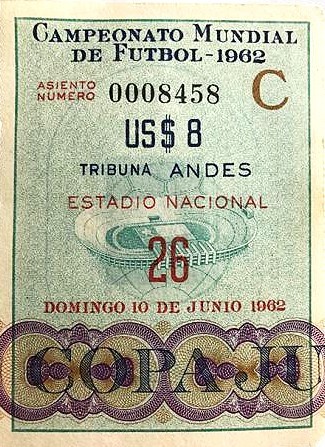 CAMPEONATO MUNDIAL
DE FUTBOL - 1962
ASIENTO
NUMERO 0008458 C
US$ 8
TRIBUNA ANDES
ESTADIO NACIONAL
26
DOMINGO 10 DE JUNIO 1962
COPA JU